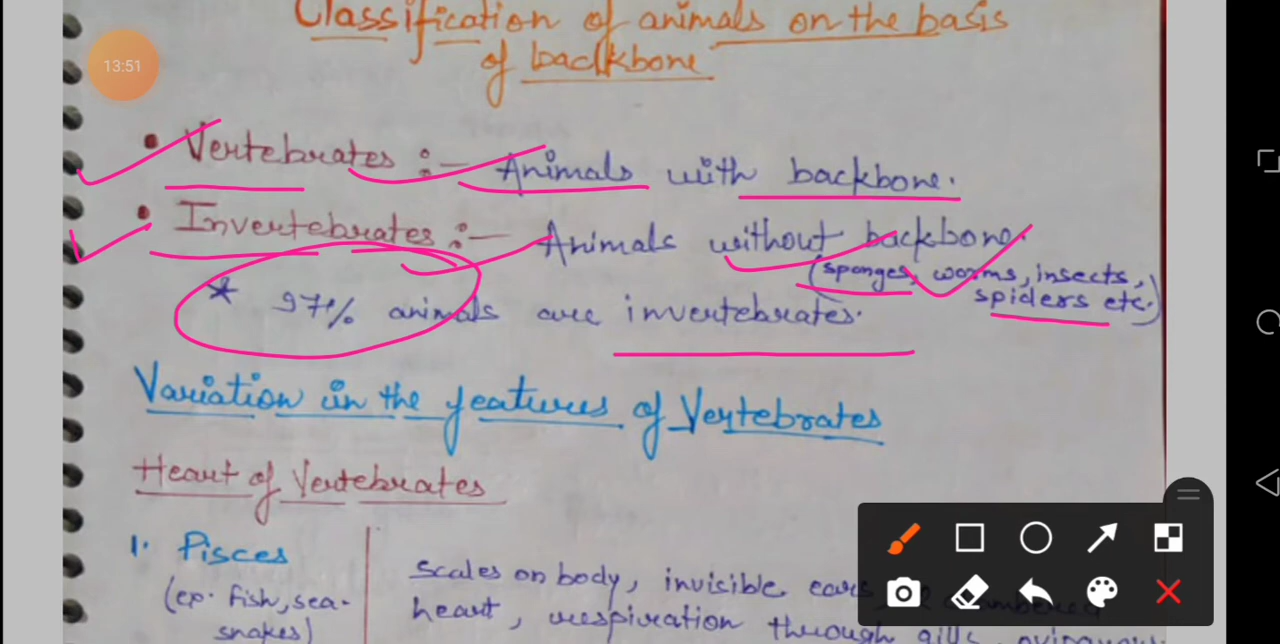 Classification of animals on the basis
of backbone
13:51
• Vertebrates :- Animals with backbone.
• Invertebrates :- Animals without backbone.
(sponges, worms, insects,
spiders etc.)
* 97% animals are invertebrates.
Variation in the features of Vertebrates
Heart of Vertebrates
1. Pisces
(ep. fish, sea-
snakes)
scales on body, invisible ears,
heart, respiration through gills,